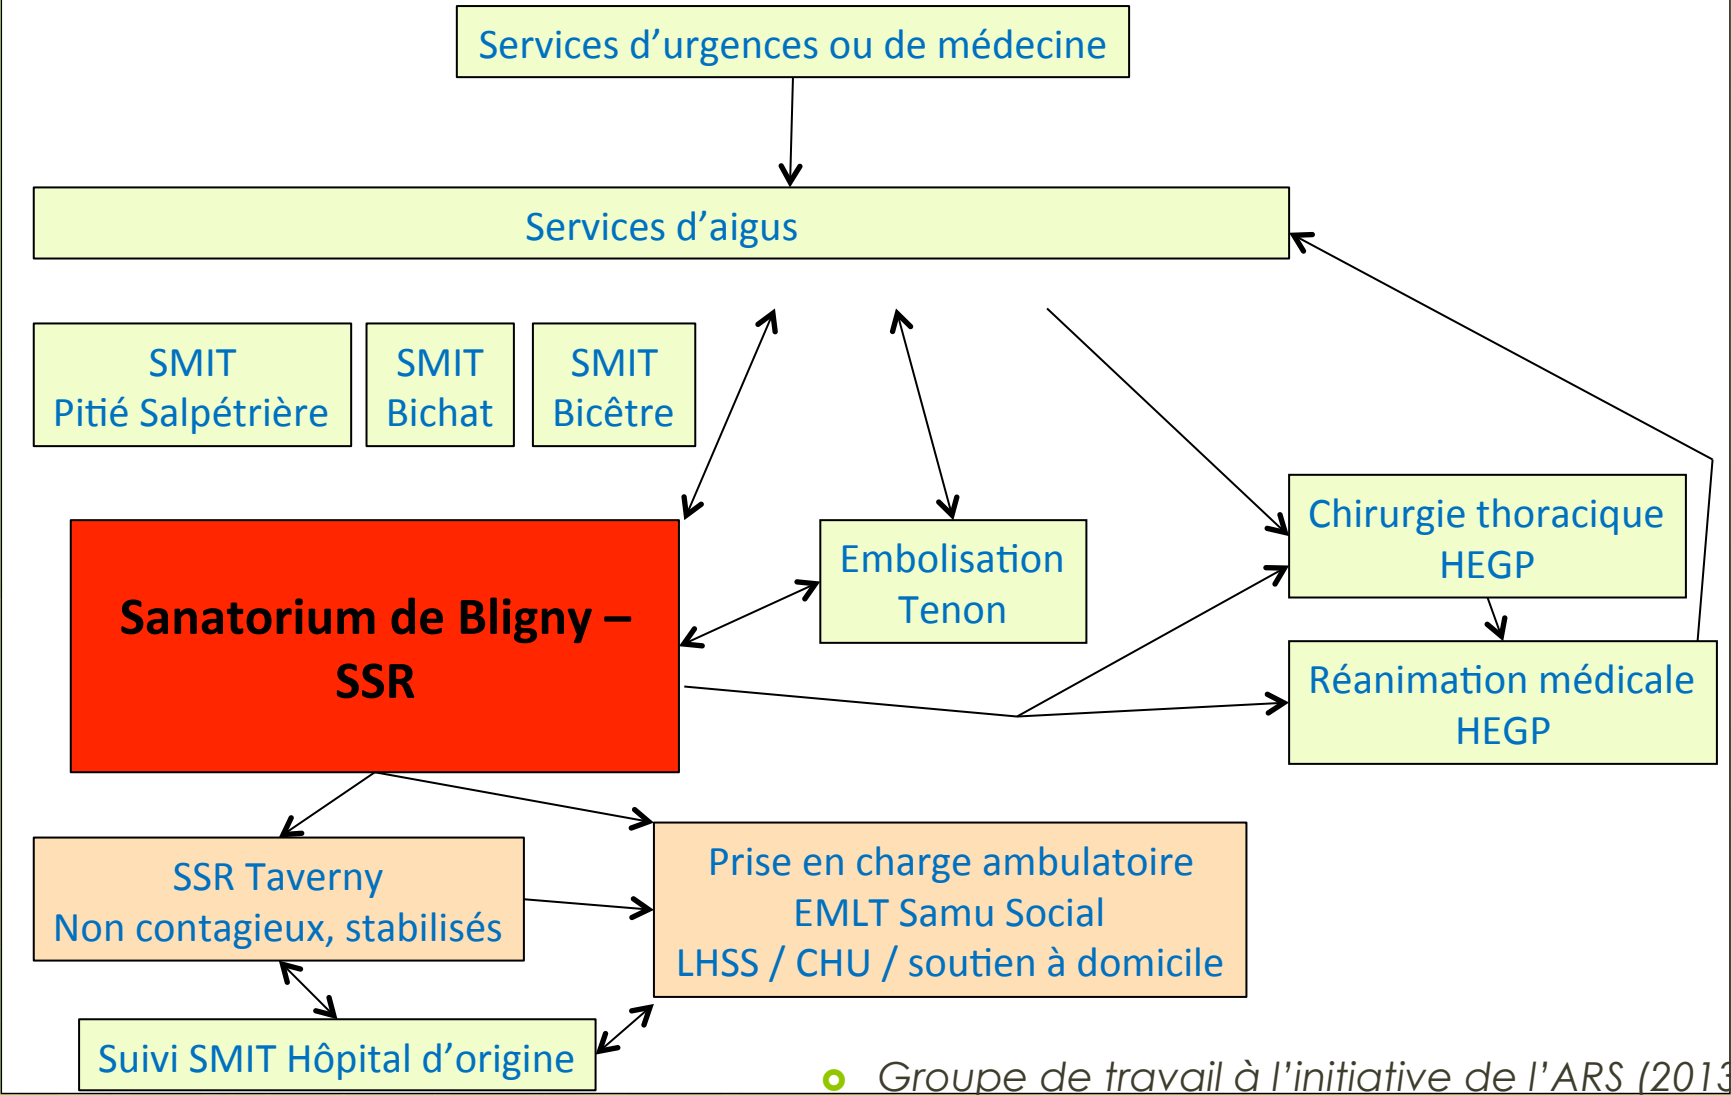 Services d’urgences ou de médecine
Services d’aigus
SMIT
Pitié Salpétrière
SMIT
Bichat
SMIT
Bicêtre
Chirurgie thoracique
HEGP
Embolisation
Tenon
Sanatorium de Bligny –
SSR
Réanimation médicale
HEGP
SSR Taverny
Non contagieux, stabilisés
Prise en charge ambulatoire
EMLT Samu Social
LHSS / CHU / soutien à domicile
Suivi SMIT Hôpital d’origine
Groupe de travail à l’initiative de l’ARS (2013